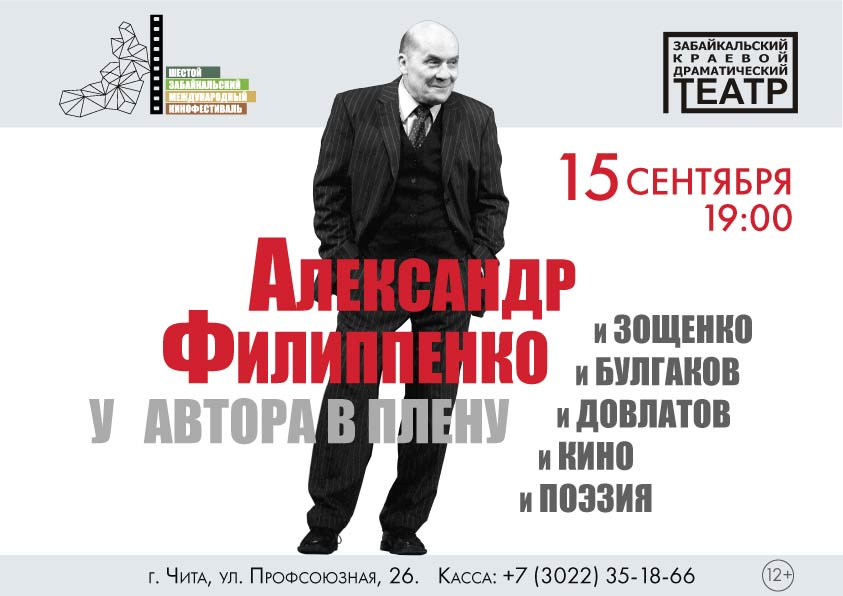 ШЕСТОЙ
ЗАБАЙКАЛЬСКИЙ
МЕЖДУНАРОДНЫЙ
КИНОФЕСТИВАЛЬ
ЗАБАЙКАЛЬСКИЙ
КРАЕВОЙ
ДРАМАТИЧЕСКИЙ
ТЕАТР
15 СЕНТЯБРЯ
19:00
АЛЕКСАНДР
ФИЛИППЕНКО
У АВТОРА В ПЛЕНУ
И ЗОЩЕНКО
И БУЛГАКОВ
И ДОВЛАТОВ
И КИНО
И ПОЭЗИЯ
г. Чита, ул. Профсоюзная, 26. Касса: +7 (3022) 35-18-66
12+